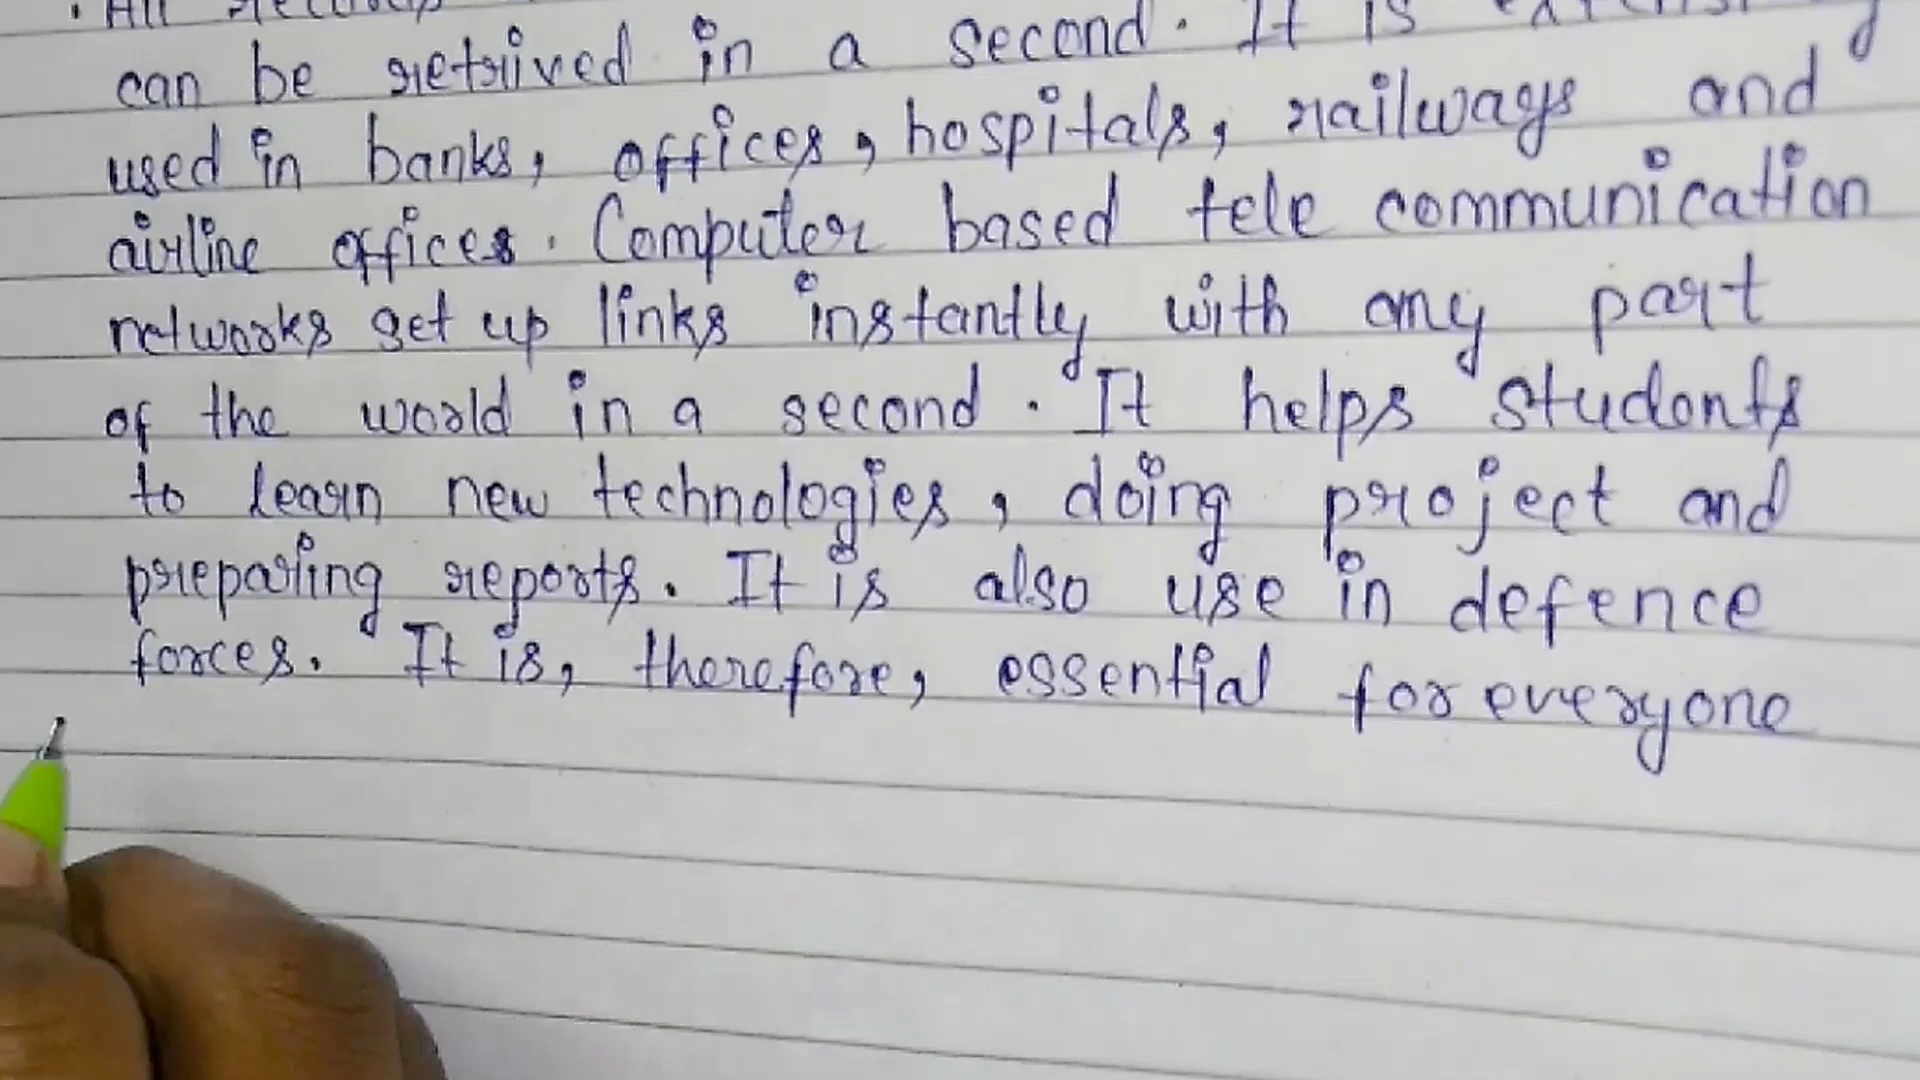 . All records
can be retrived in a second. It is extensively
used in banks, offices, hospitals, railways and
airline offices. Computer based tele communication
networks set up links instantly with any part
of the world in a second. It helps students
to learn new technologies, doing project and
preparing reports. It is also use in defence
forces. It is, therefore, essential for everyone